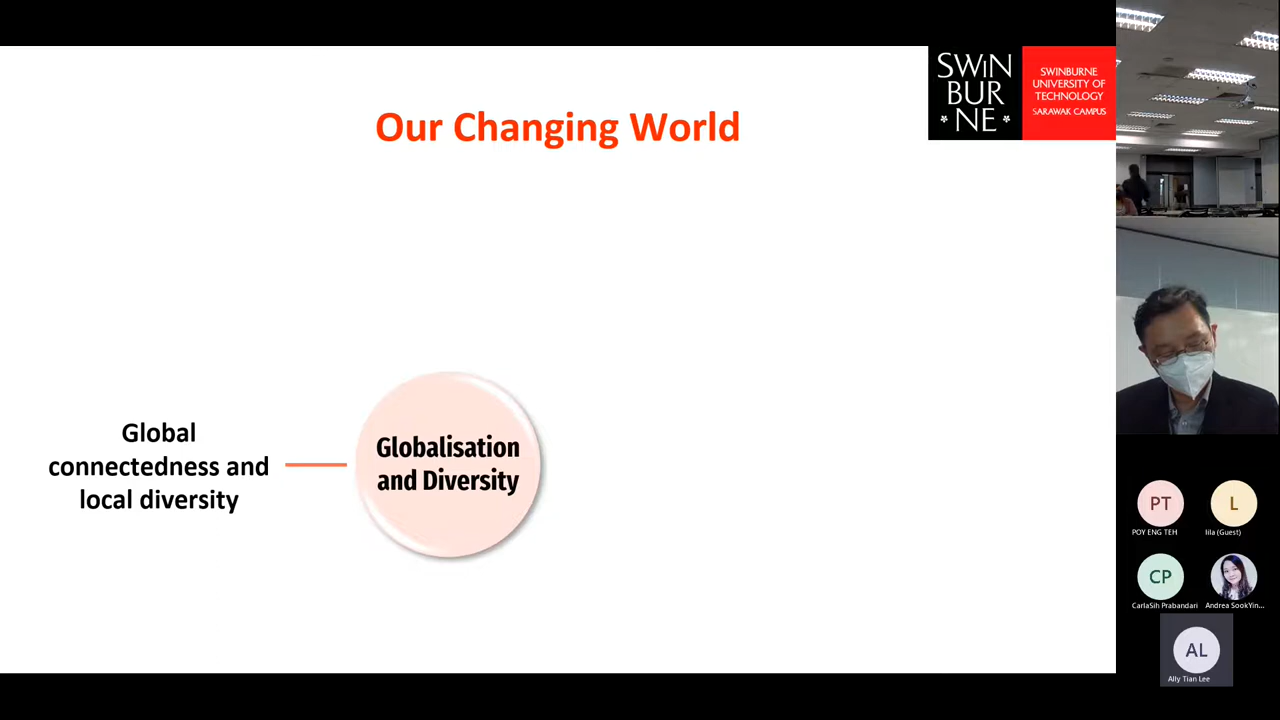 Our Changing World
SWIN
BUR
NE
SWINBURNE
UNIVERSITY OF
TECHNOLOGY
SARAWAK CAMPUS
Global
connectedness and
local diversity
Globalisation
and Diversity
PT
POY ENG TEH
L
lila (Guest)
CP
CarlaSih Prabandari
Andrea SookYin...
AL
Ally Tian Lee